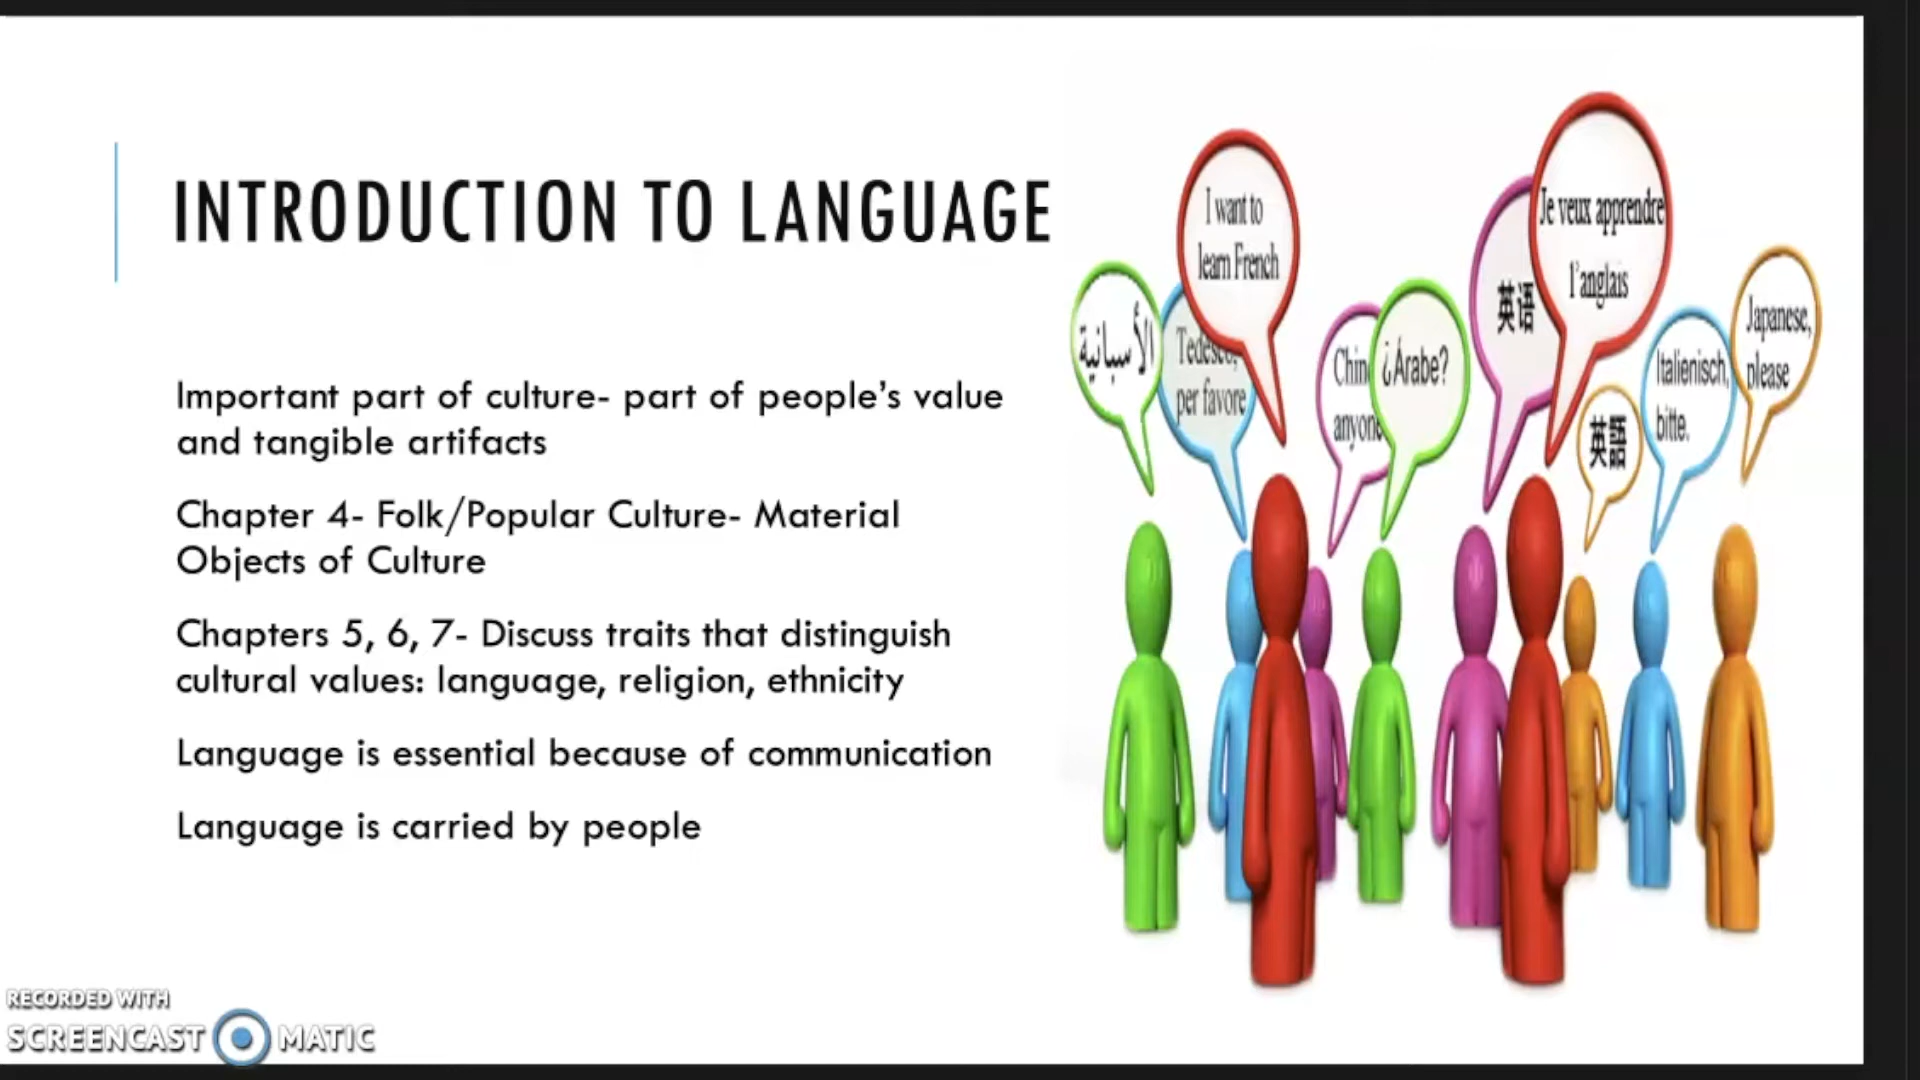 INTRODUCTION TO LANGUAGE
Important part of culture- part of people’s value
and tangible artifacts
Chapter 4- Folk/Popular Culture- Material
Objects of Culture
Chapters 5, 6, 7- Discuss traits that distinguish
cultural values: language, religion, ethnicity
Language is essential because of communication
Language is carried by people
الأسبانية
Tedesco,
per favore
I want to
learn French
anyone
¿Árabe?
英语
Je veux apprendre
l'anglais
英語
Italienisch,
bitte.
Japanese,
please
RECORDED WITH
SCREENCAST MATIC